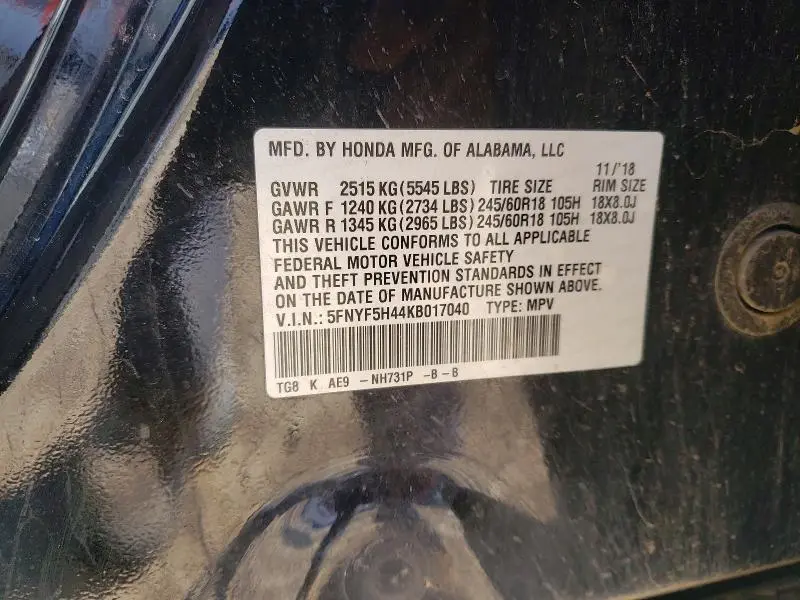 MFD. BY HONDA MFG. OF ALABAMA, LLC
11/'18
GVWR 2515 KG (5545 LBS) TIRE SIZE RIM SIZE
GAWR F 1240 KG (2734 LBS) 245/60R18 105H 18X8.0J
GAWR R 1345 KG (2965 LBS) 245/60R18 105H 18X8.0J
THIS VEHICLE CONFORMS TO ALL APPLICABLE
FEDERAL MOTOR VEHICLE SAFETY
AND THEFT PREVENTION STANDARDS IN EFFECT
ON THE DATE OF MANUFACTURE SHOWN ABOVE.
V.I.N.: 5FNYF5H44KB017040 TYPE: MPV
TG8 K AE9 -NH731P -B -B